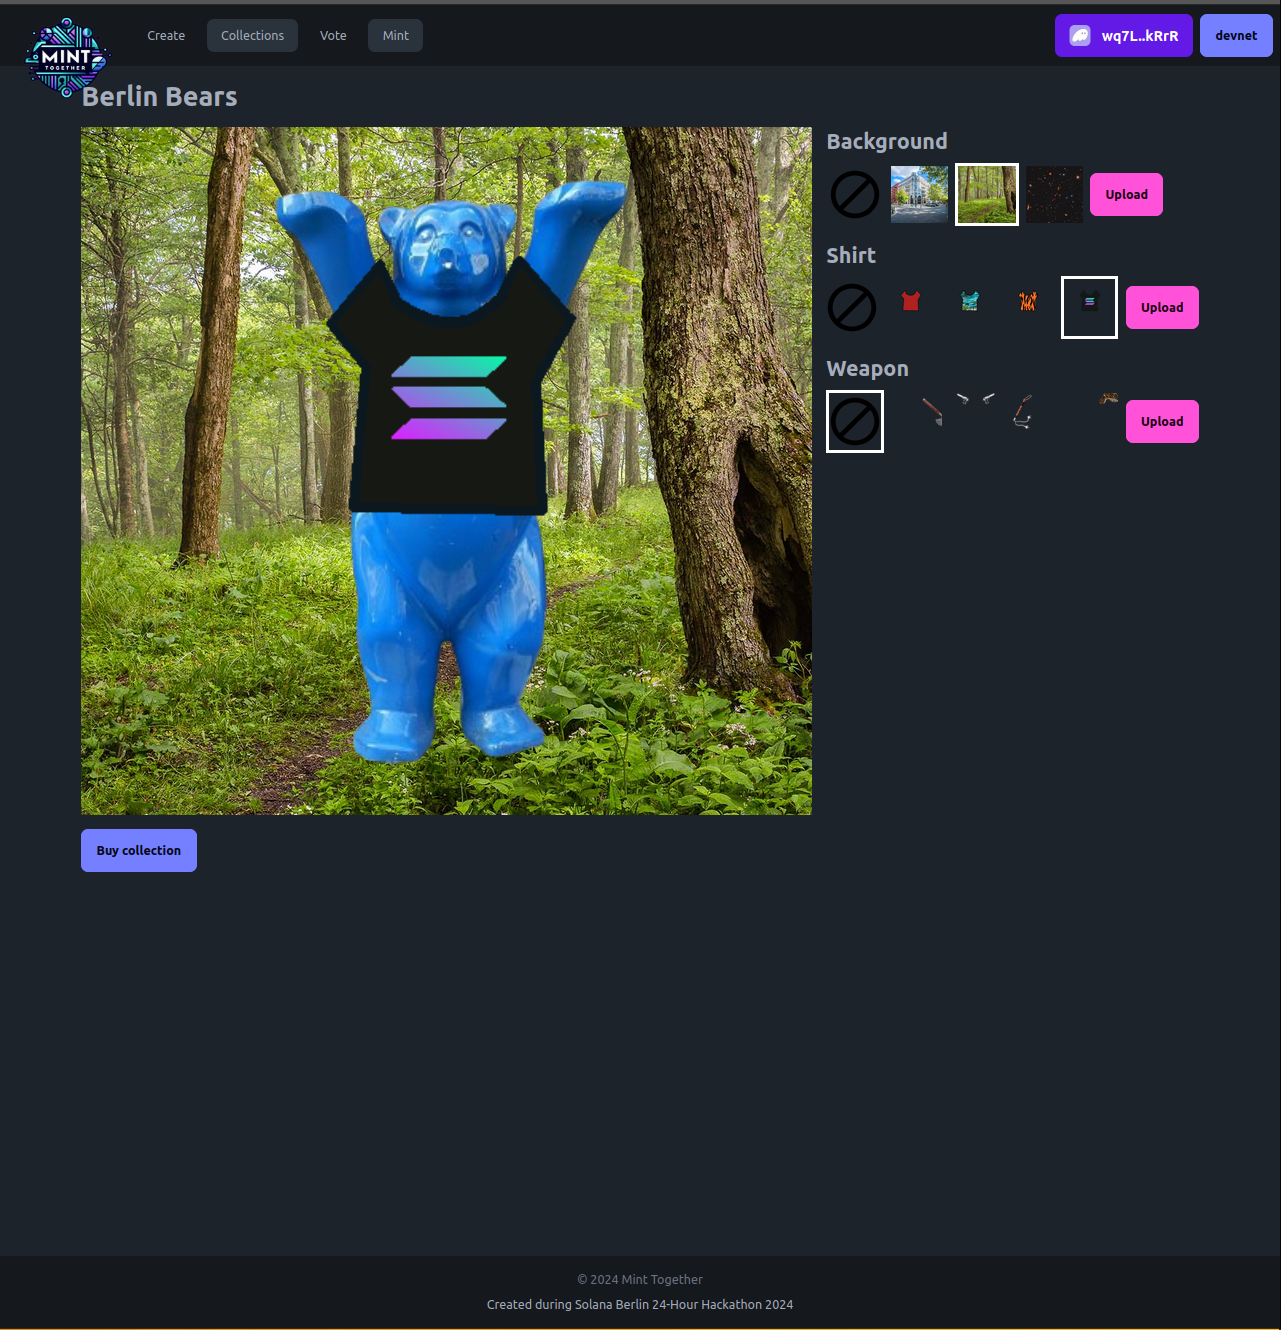 MINT
TOGETHER
Create
Collections
Vote
Mint
wq7L..kRrR
devnet
Berlin Bears
Background
Upload
Shirt
Upload
Weapon
Upload
Buy collection
© 2024 Mint Together
Created during Solana Berlin 24-Hour Hackathon 2024